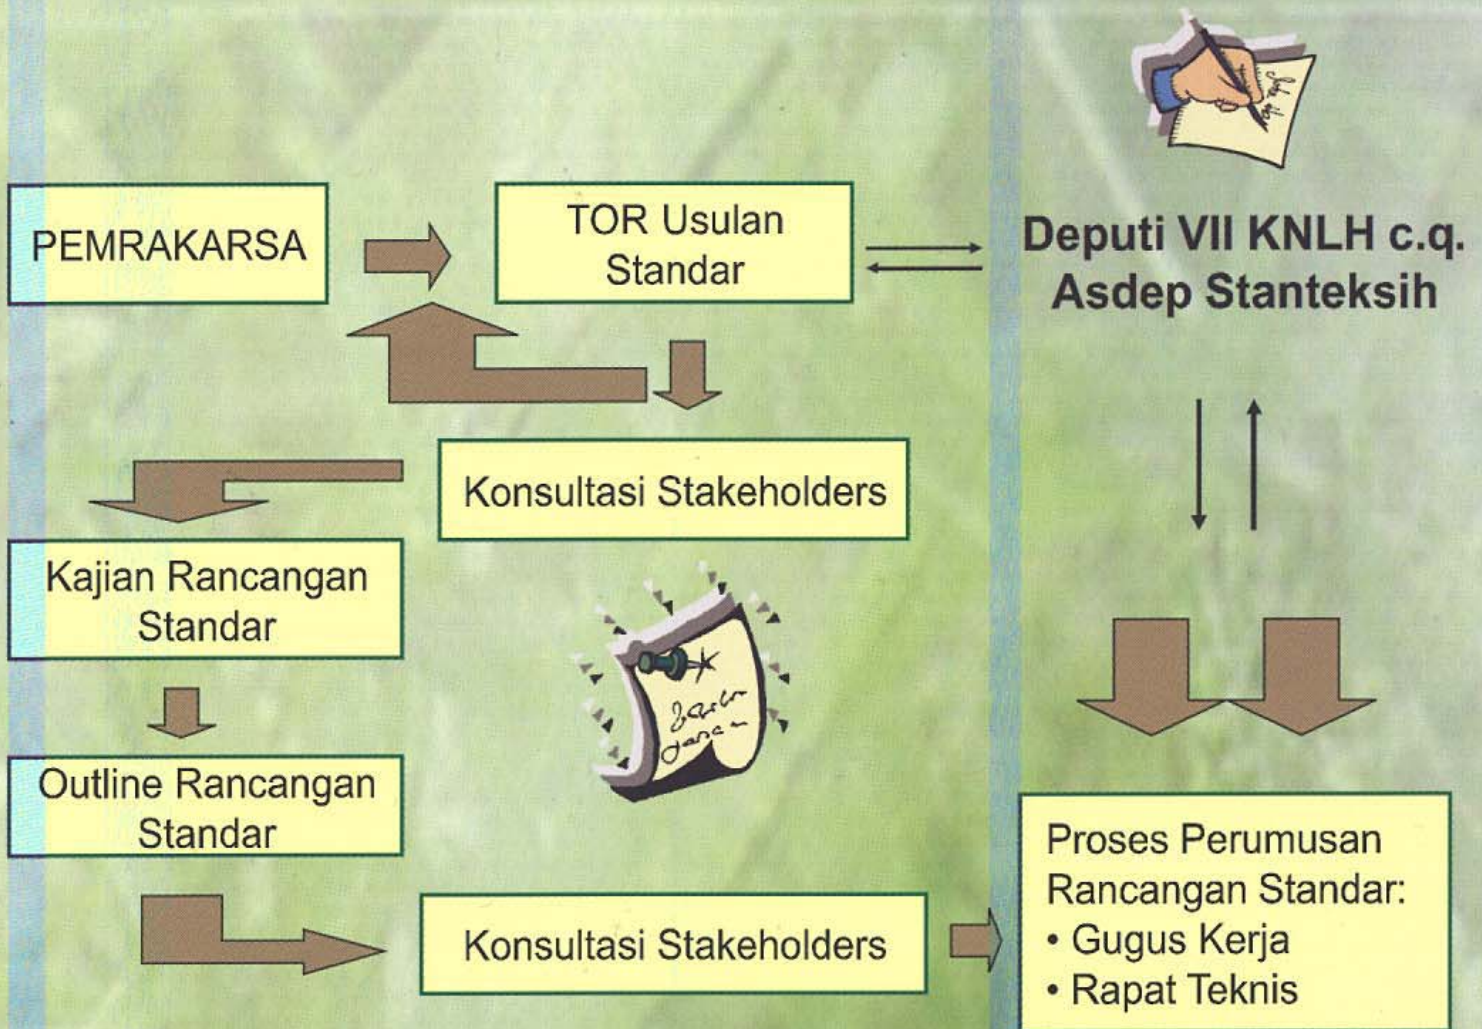 PEMRAKARSA
TOR Usulan
Standar
Deputi VII KNLH c.q.
Asdep Stanteksih
Konsultasi Stakeholders
Kajian Rancangan
Standar
Outline Rancangan
Standar
Konsultasi Stakeholders
Proses Perumusan
Rancangan Standar:
• Gugus Kerja
• Rapat Teknis